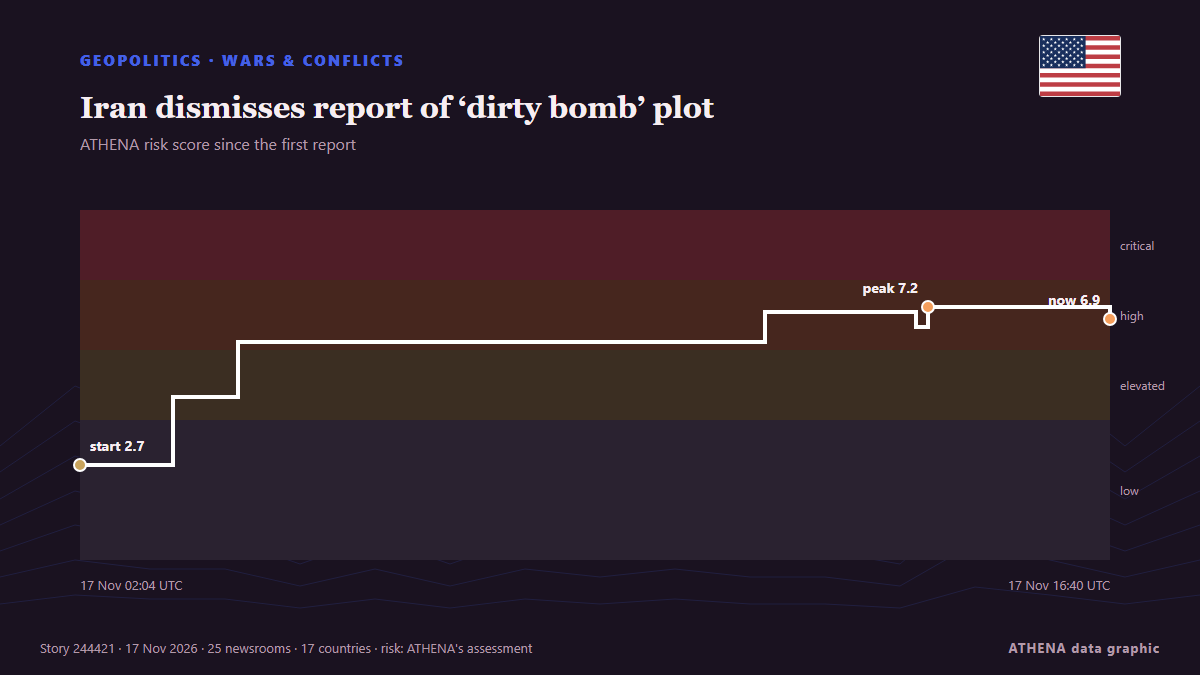 GEOPOLITICS · WARS & CONFLICTS
Iran dismisses report of ‘dirty bomb’ plot
ATHENA risk score since the first report
critical
peak 7.2
now 6.9
high
elevated
start 2.7
low
17 Nov 02:04 UTC
17 Nov 16:40 UTC
Story 244421 · 17 Nov 2026 · 25 newsrooms · 17 countries · risk: ATHENA's assessment
ATHENA data graphic